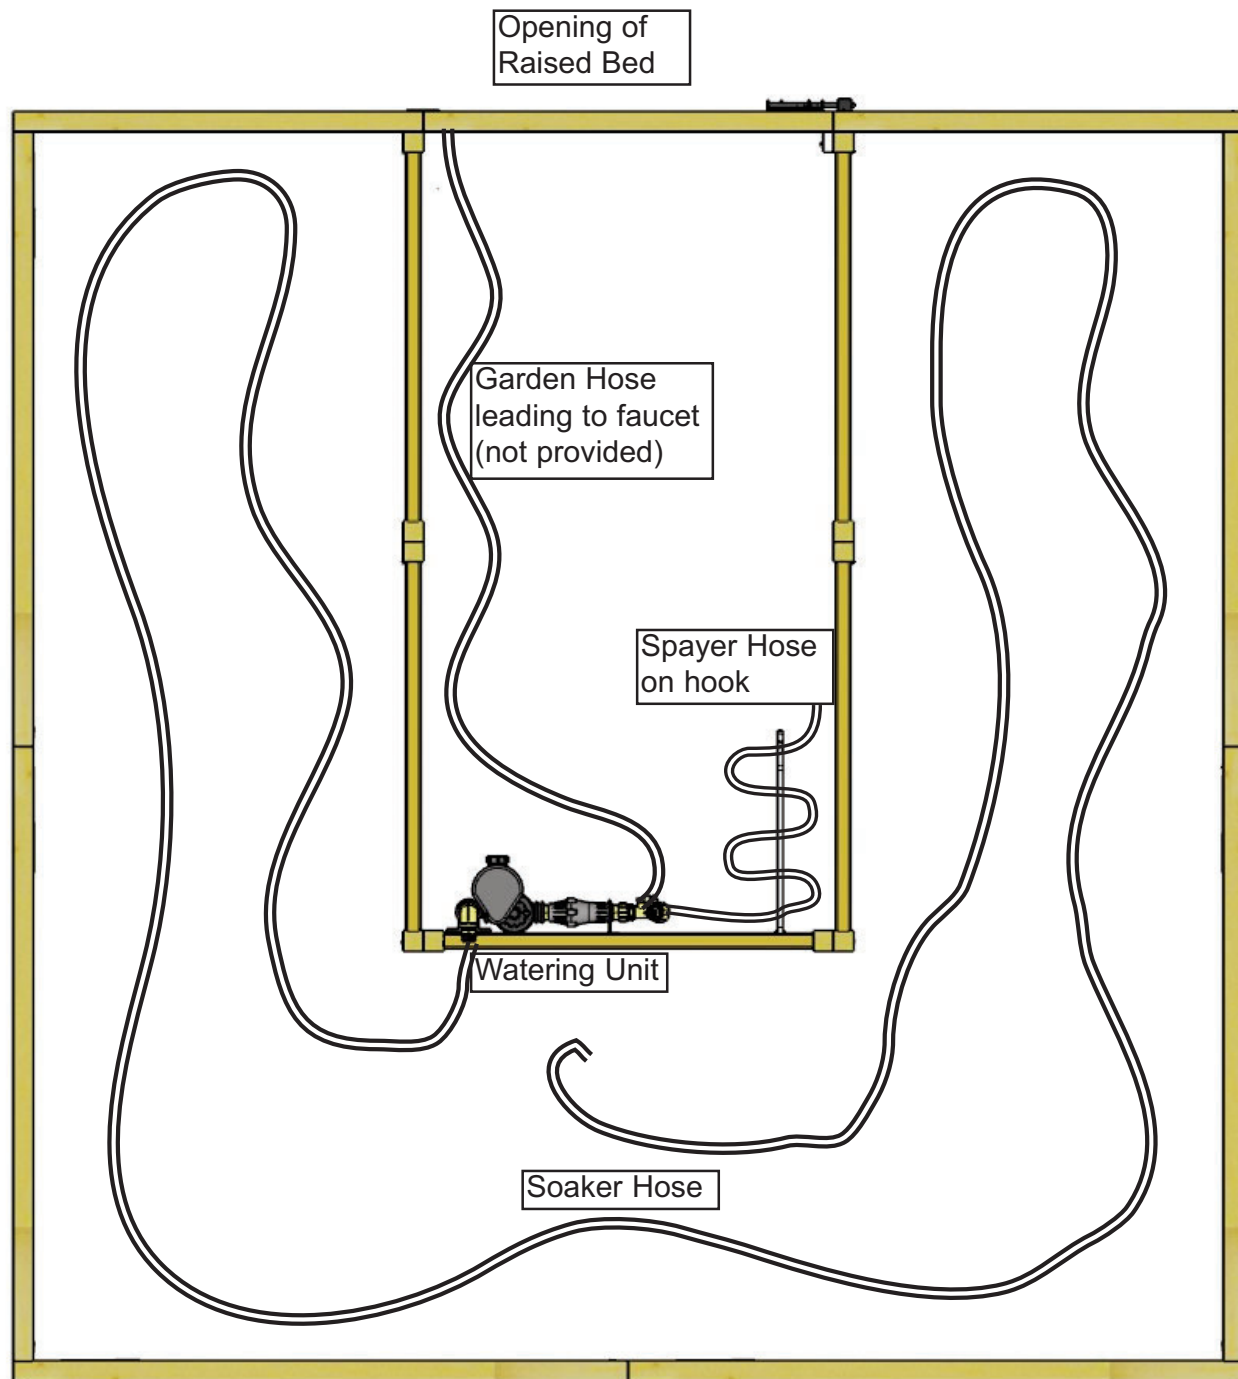 Opening of
Raised Bed
Garden Hose
leading to faucet
(not provided)
Spayer Hose
on hook
Watering Unit
Soaker Hose